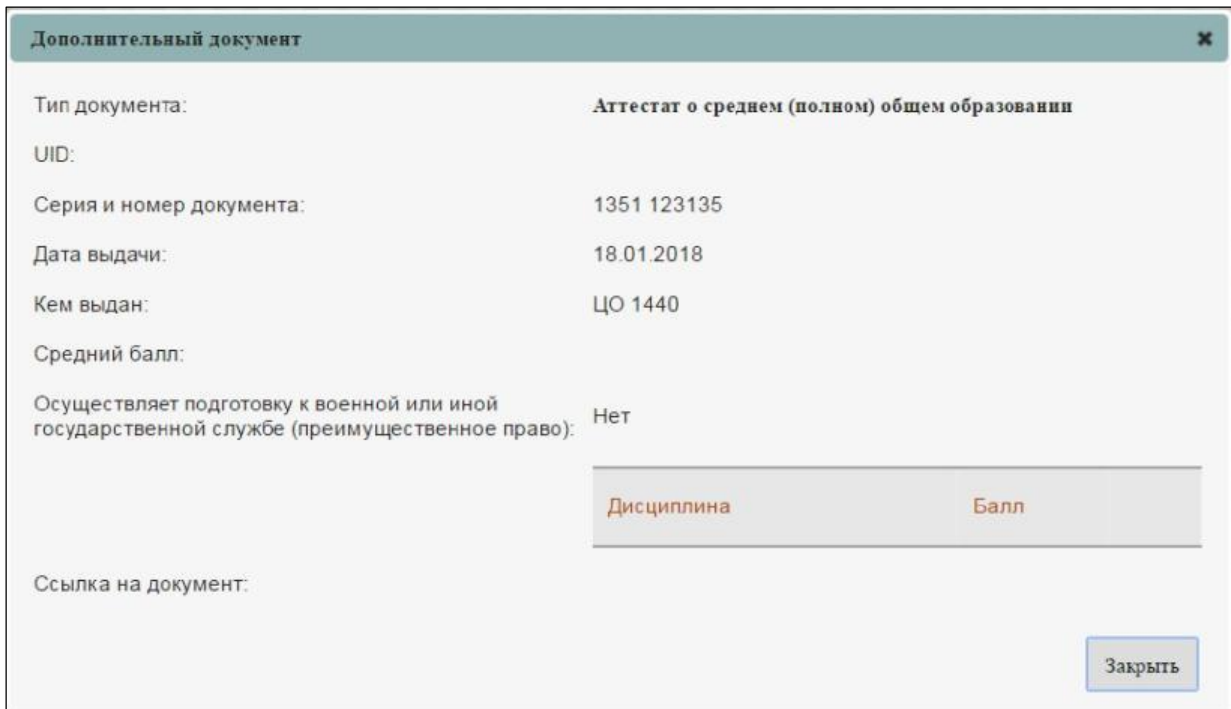 Дополнительный документ
Тип документа: Аттестат о среднем (полном) общем образовании
UID:
Серия и номер документа: 1351 123135
Дата выдачи: 18.01.2018
Кем выдан: ЦО 1440
Средний балл:
Осуществляет подготовку к военной или иной
государственной службе (преимущественное право): Нет
Дисциплина Балл
Ссылка на документ:
Закрыть